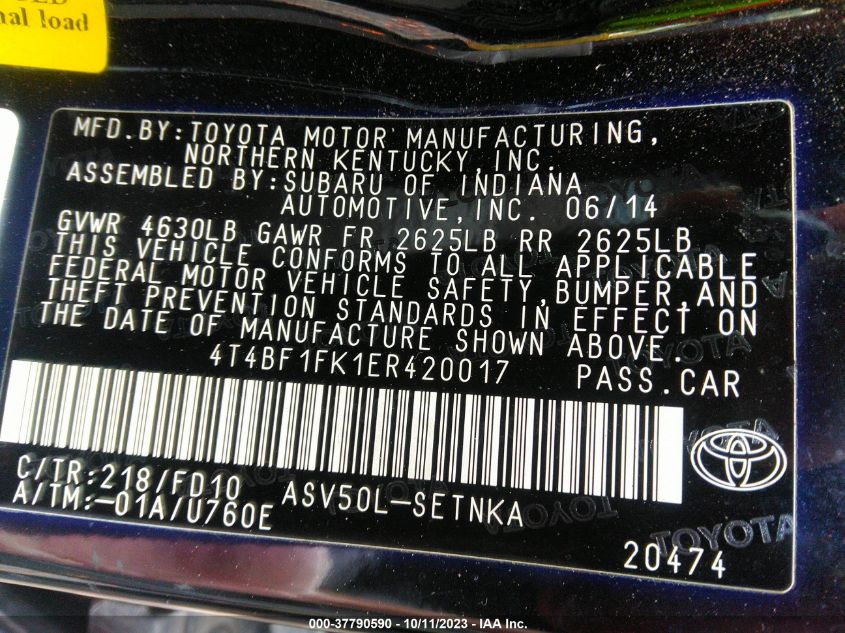 nal load
MFD.BY:TOYOTA MOTOR MANUFACTURING,
NORTHERN KENTUCKY,INC.
ASSEMBLED BY:SUBARU OF INDIANA
AUTOMOTIVE,INC. 06/14
GVWR 4630LB GAWR FR 2625LB RR 2625LB
THIS VEHICLE CONFORMS TO ALL APPLICABLE
FEDERAL MOTOR VEHICLE SAFETY,BUMPER,AND
THEFT PREVENTION STANDARDS IN EFFECT ON
THE DATE OF MANUFACTURE SHOWN ABOVE.
4T4BF1FK1ER420017 PASS.CAR
C/TR:218/FD10 ASV50L-SETNKA
A/TM:-01A/U760E
TOYOTA
20474
000-37790590 - 10/11/2023 - IAA Inc.